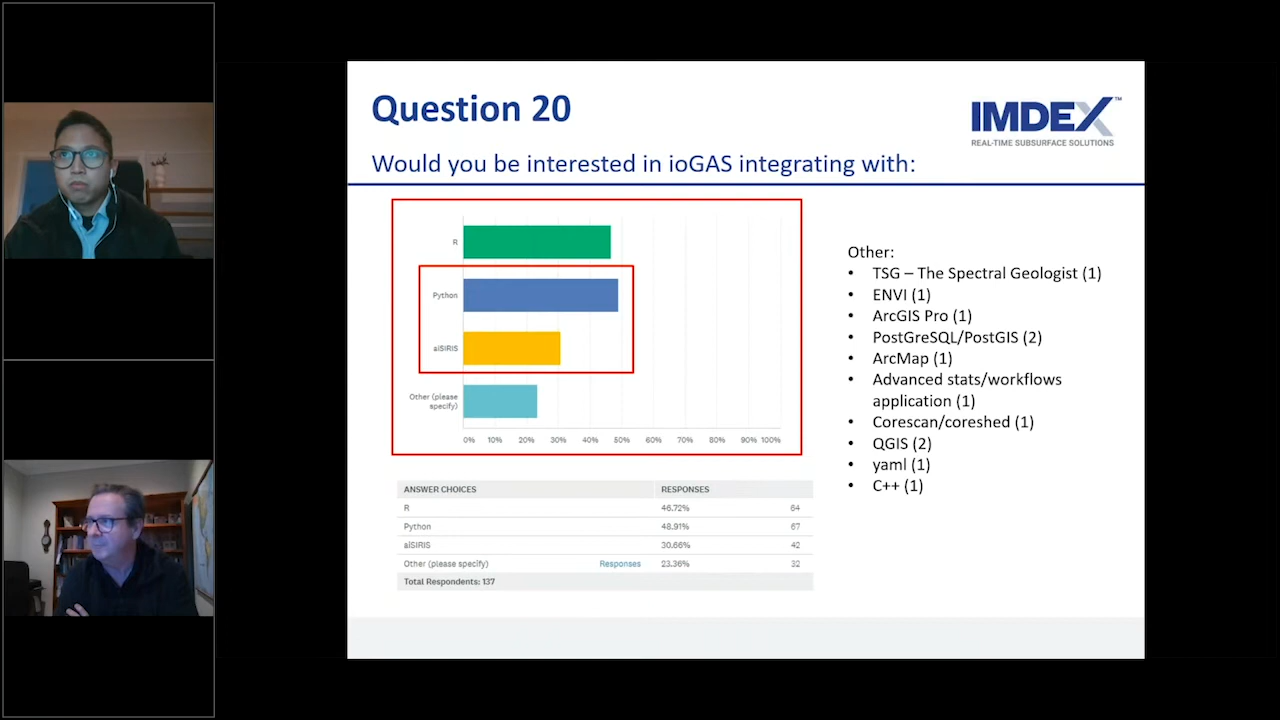 Question 20
IMDEX™
REAL-TIME SUBSURFACE SOLUTIONS
Would you be interested in ioGAS integrating with:
R
Python
aiSIRIS
Other (please
specify)
0% 10% 20% 30% 40% 50% 60% 70% 80% 90% 100%
Other:
• TSG – The Spectral Geologist (1)
• ENVI (1)
• ArcGIS Pro (1)
• PostGreSQL/PostGIS (2)
• ArcMap (1)
• Advanced stats/workflows
application (1)
• Corescan/coreshed (1)
• QGIS (2)
• yaml (1)
• C++ (1)
ANSWER CHOICES RESPONSES
R 46.72% 64
Python 48.91% 67
aiSIRIS 30.66% 42
Other (please specify) Responses 23.36% 32
Total Respondents: 137